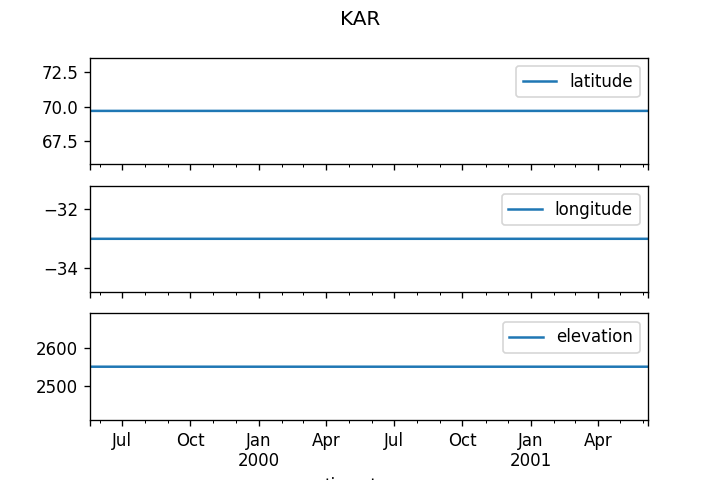 KAR
72.5
70.0
67.5
latitude
−32
−34
longitude
2600
2500
elevation
Jul Oct Jan Apr Jul Oct Jan Apr
2000 2001